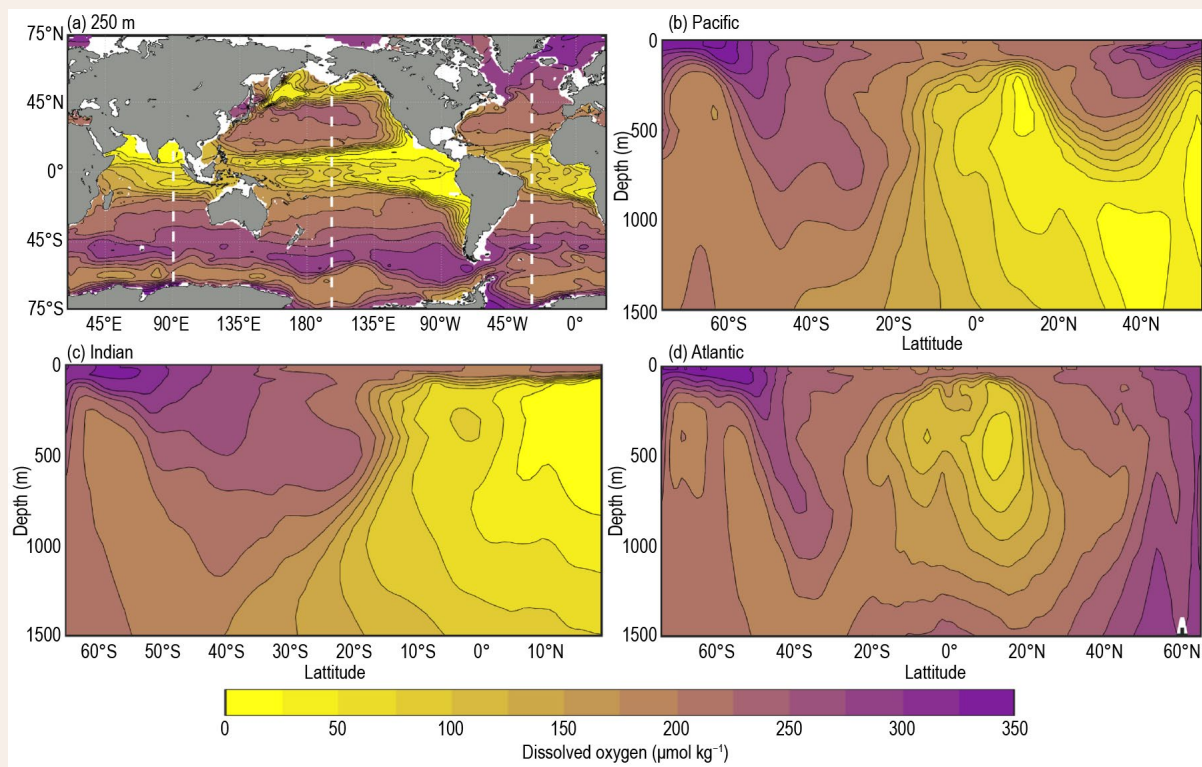 (a) 250 m
75°N
45°N
0°
45°S
75°S
45°E 90°E 135°E 180° 135°E 90°W 45°W 0°
(b) Pacific
0
500
1000
1500
Depth (m)
60°S 40°S 20°S 0° 20°N 40°N
Lattitude
(c) Indian
0
500
1000
1500
Depth (m)
60°S 50°S 40°S 30°S 20°S 10°S 0° 10°N
Lattitude
(d) Atlantic
0
500
1000
1500
Depth (m)
60°S 40°S 20°S 0° 20°N 40°N 60°N
Lattitude
0 50 100 150 200 250 300 350
Dissolved oxygen (µmol kg⁻¹)